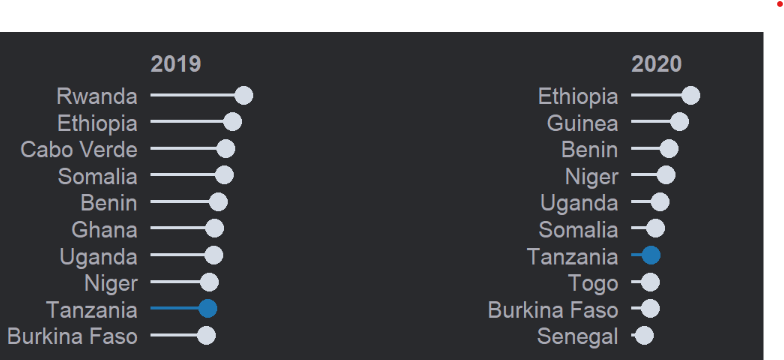 2019
Rwanda
Ethiopia
Cabo Verde
Somalia
Benin
Ghana
Uganda
Niger
Tanzania
Burkina Faso
2020
Ethiopia
Guinea
Benin
Niger
Uganda
Somalia
Tanzania
Togo
Burkina Faso
Senegal